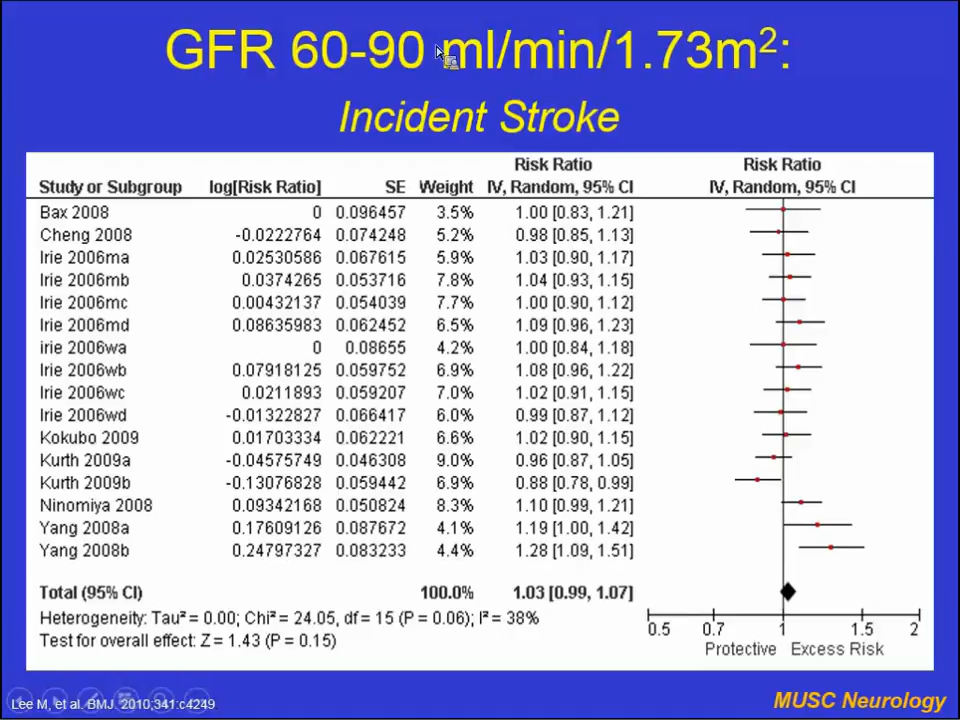 GFR 60-90 ml/min/1.73m²:
Incident Stroke
Risk Ratio Risk Ratio
Study or Subgroup log[Risk Ratio] SE Weight IV, Random, 95% CI IV, Random, 95% CI
Bax 2008 0 0.096457 3.5% 1.00 [0.83, 1.21]
Cheng 2008 -0.0222764 0.074248 5.2% 0.98 [0.85, 1.13]
Irie 2006ma 0.02530586 0.067615 5.9% 1.03 [0.90, 1.17]
Irie 2006mb 0.0374265 0.053716 7.8% 1.04 [0.93, 1.15]
Irie 2006mc 0.00432137 0.054039 7.7% 1.00 [0.90, 1.12]
Irie 2006md 0.08635983 0.062452 6.5% 1.09 [0.96, 1.23]
irie 2006wa 0 0.08655 4.2% 1.00 [0.84, 1.18]
Irie 2006wb 0.07918125 0.059752 6.9% 1.08 [0.96, 1.22]
Irie 2006wc 0.0211893 0.059207 7.0% 1.02 [0.91, 1.15]
Irie 2006wd -0.01322827 0.066417 6.0% 0.99 [0.87, 1.12]
Kokubo 2009 0.01703334 0.062221 6.6% 1.02 [0.90, 1.15]
Kurth 2009a -0.04575749 0.046308 9.0% 0.96 [0.87, 1.05]
Kurth 2009b -0.13076828 0.059442 6.9% 0.88 [0.78, 0.99]
Ninomiya 2008 0.09342168 0.050824 8.3% 1.10 [0.99, 1.21]
Yang 2008a 0.17609126 0.087672 4.1% 1.19 [1.00, 1.42]
Yang 2008b 0.24797327 0.083233 4.4% 1.28 [1.09, 1.51]
Total (95% CI) 100.0% 1.03 [0.99, 1.07]
Heterogeneity: Tau² = 0.00; Chi² = 24.05, df = 15 (P = 0.06); I² = 38%
Test for overall effect: Z = 1.43 (P = 0.15)
0.5 0.7 1 1.5 2
Protective Excess Risk
Lee M, et al. BMJ. 2010;341:c4249
MUSC Neurology